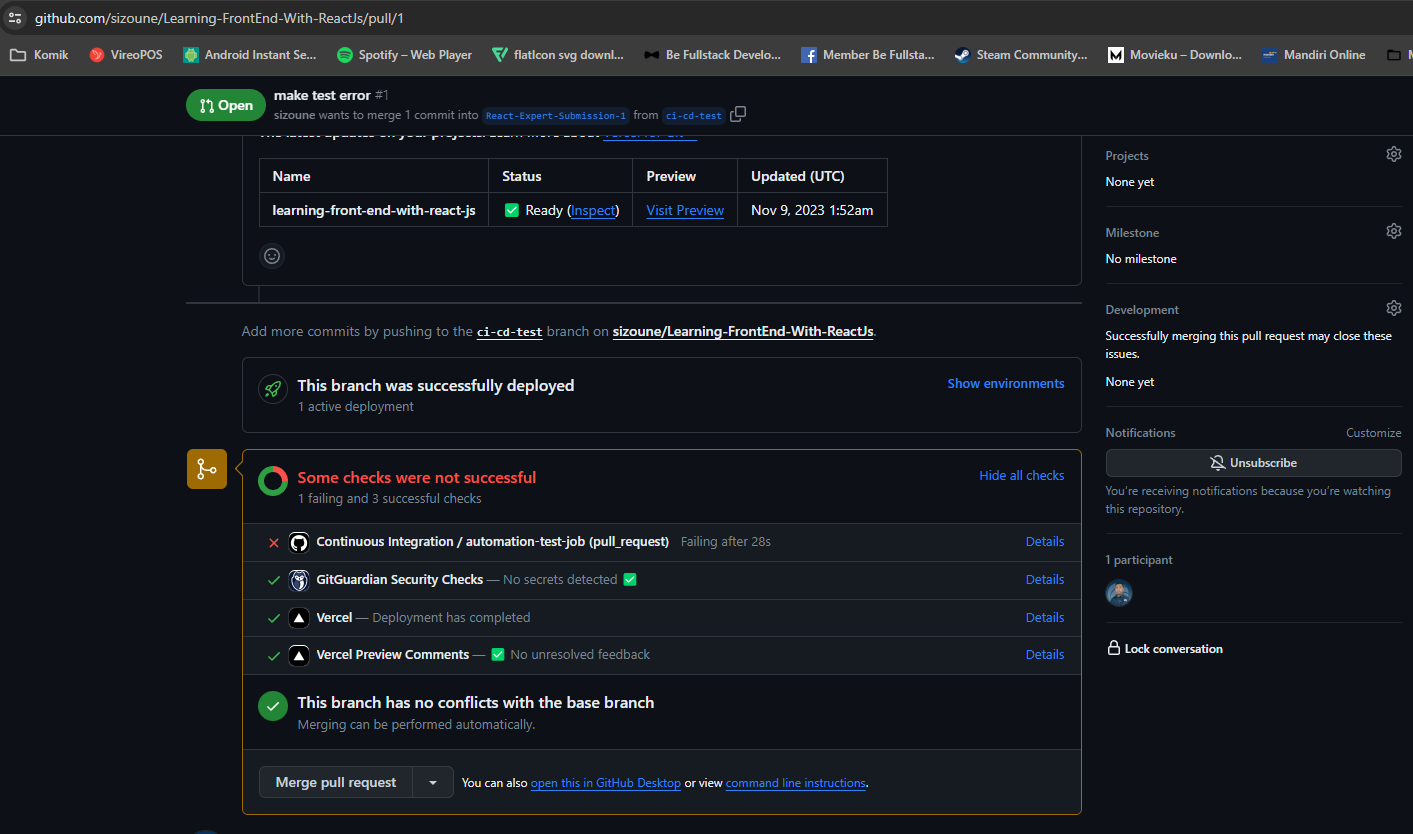 github.com/sizoune/Learning-FrontEnd-With-ReactJs/pull/1
Komik VireoPOS Android Instant Se... Spotify – Web Player flatIcon svg downl... Be Fullstack Develo... Member Be Fullsta... Steam Community... Movieku – Downlo... Mandiri Online
Open
make test error #1
sizoune wants to merge 1 commit into React-Expert-Submission-1 from ci-cd-test
Name Status Preview Updated (UTC)
learning-front-end-with-react-js ✅ Ready (Inspect) Visit Preview Nov 9, 2023 1:52am
Add more commits by pushing to the ci-cd-test branch on sizoune/Learning-FrontEnd-With-ReactJs.
This branch was successfully deployed
1 active deployment
Show environments
Some checks were not successful
1 failing and 3 successful checks
Hide all checks
Continuous Integration / automation-test-job (pull_request) Failing after 28s Details
GitGuardian Security Checks — No secrets detected ✅ Details
Vercel — Deployment has completed Details
Vercel Preview Comments — ✅ No unresolved feedback Details
This branch has no conflicts with the base branch
Merging can be performed automatically.
Merge pull request You can also open this in GitHub Desktop or view command line instructions.
Projects
None yet
Milestone
No milestone
Development
Successfully merging this pull request may close these
issues.
None yet
Notifications Customize
Unsubscribe
You're receiving notifications because you're watching
this repository.
1 participant
Lock conversation